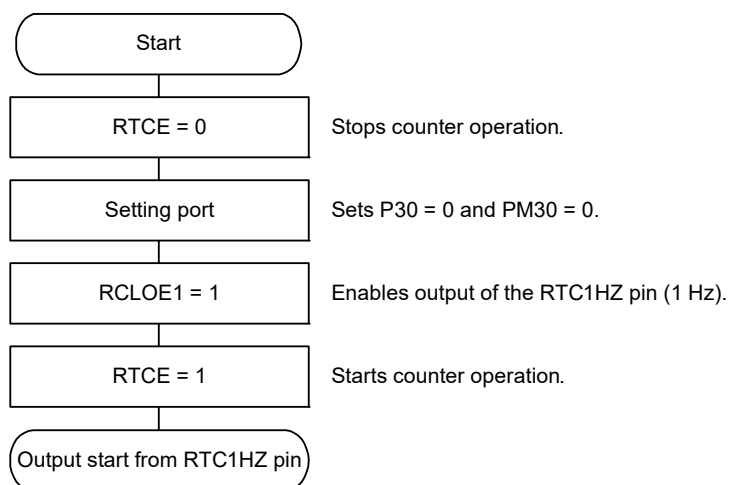 Start
RTCE = 0
Stops counter operation.
Setting port
Sets P30 = 0 and PM30 = 0.
RCLOE1 = 1
Enables output of the RTC1HZ pin (1 Hz).
RTCE = 1
Starts counter operation.
Output start from RTC1HZ pin